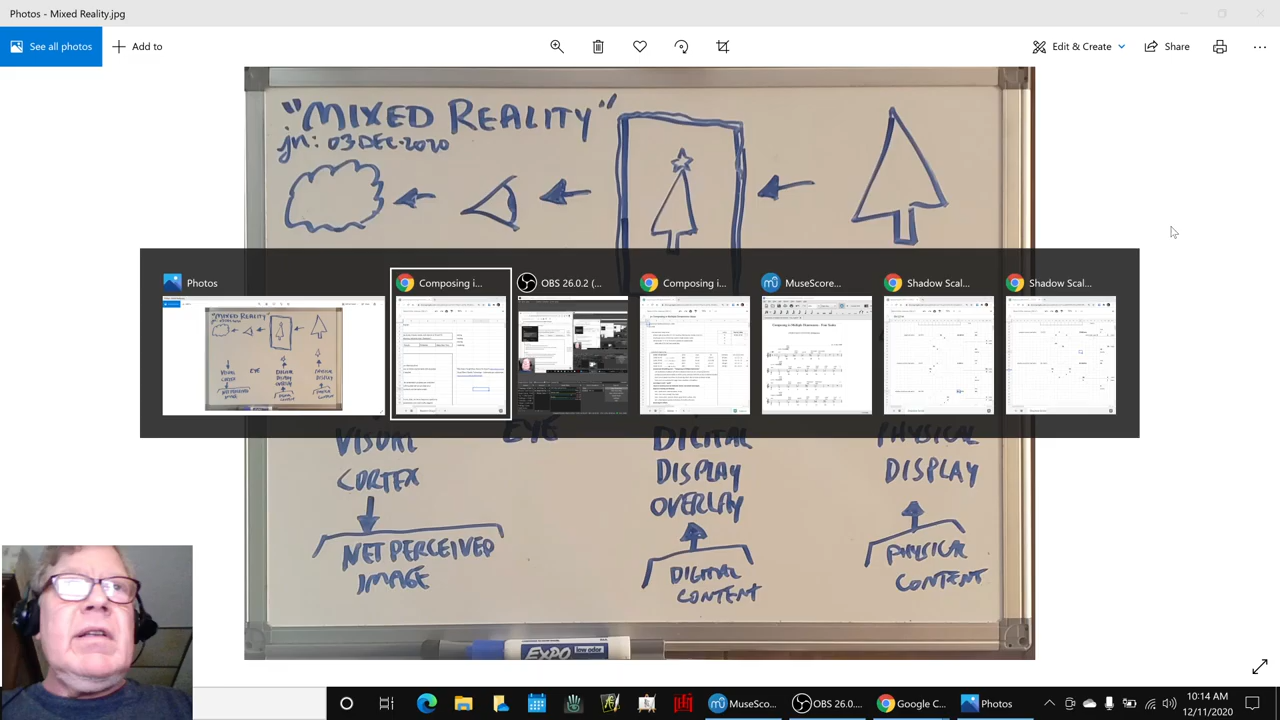 Photos - Mixed Reality.jpg
See all photos
Add to
Edit & Create
Share
"MIXED REALITY"
jn: 03 DEC 2020
Photos
Composing i...
OBS 26.0.2 (...
Composing i...
MuseScore...
Shadow Scal...
Shadow Scal...
VISUAL CORTEX
EYE
DIGITAL DISPLAY OVERLAY
PHYSICAL DISPLAY
NET PERCEIVED IMAGE
DIGITAL CONTENT
PHYSICAL CONTENT
EXPO low odor
MuseSco...
OBS 26.0...
Google C...
Photos
10:14 AM
12/11/2020